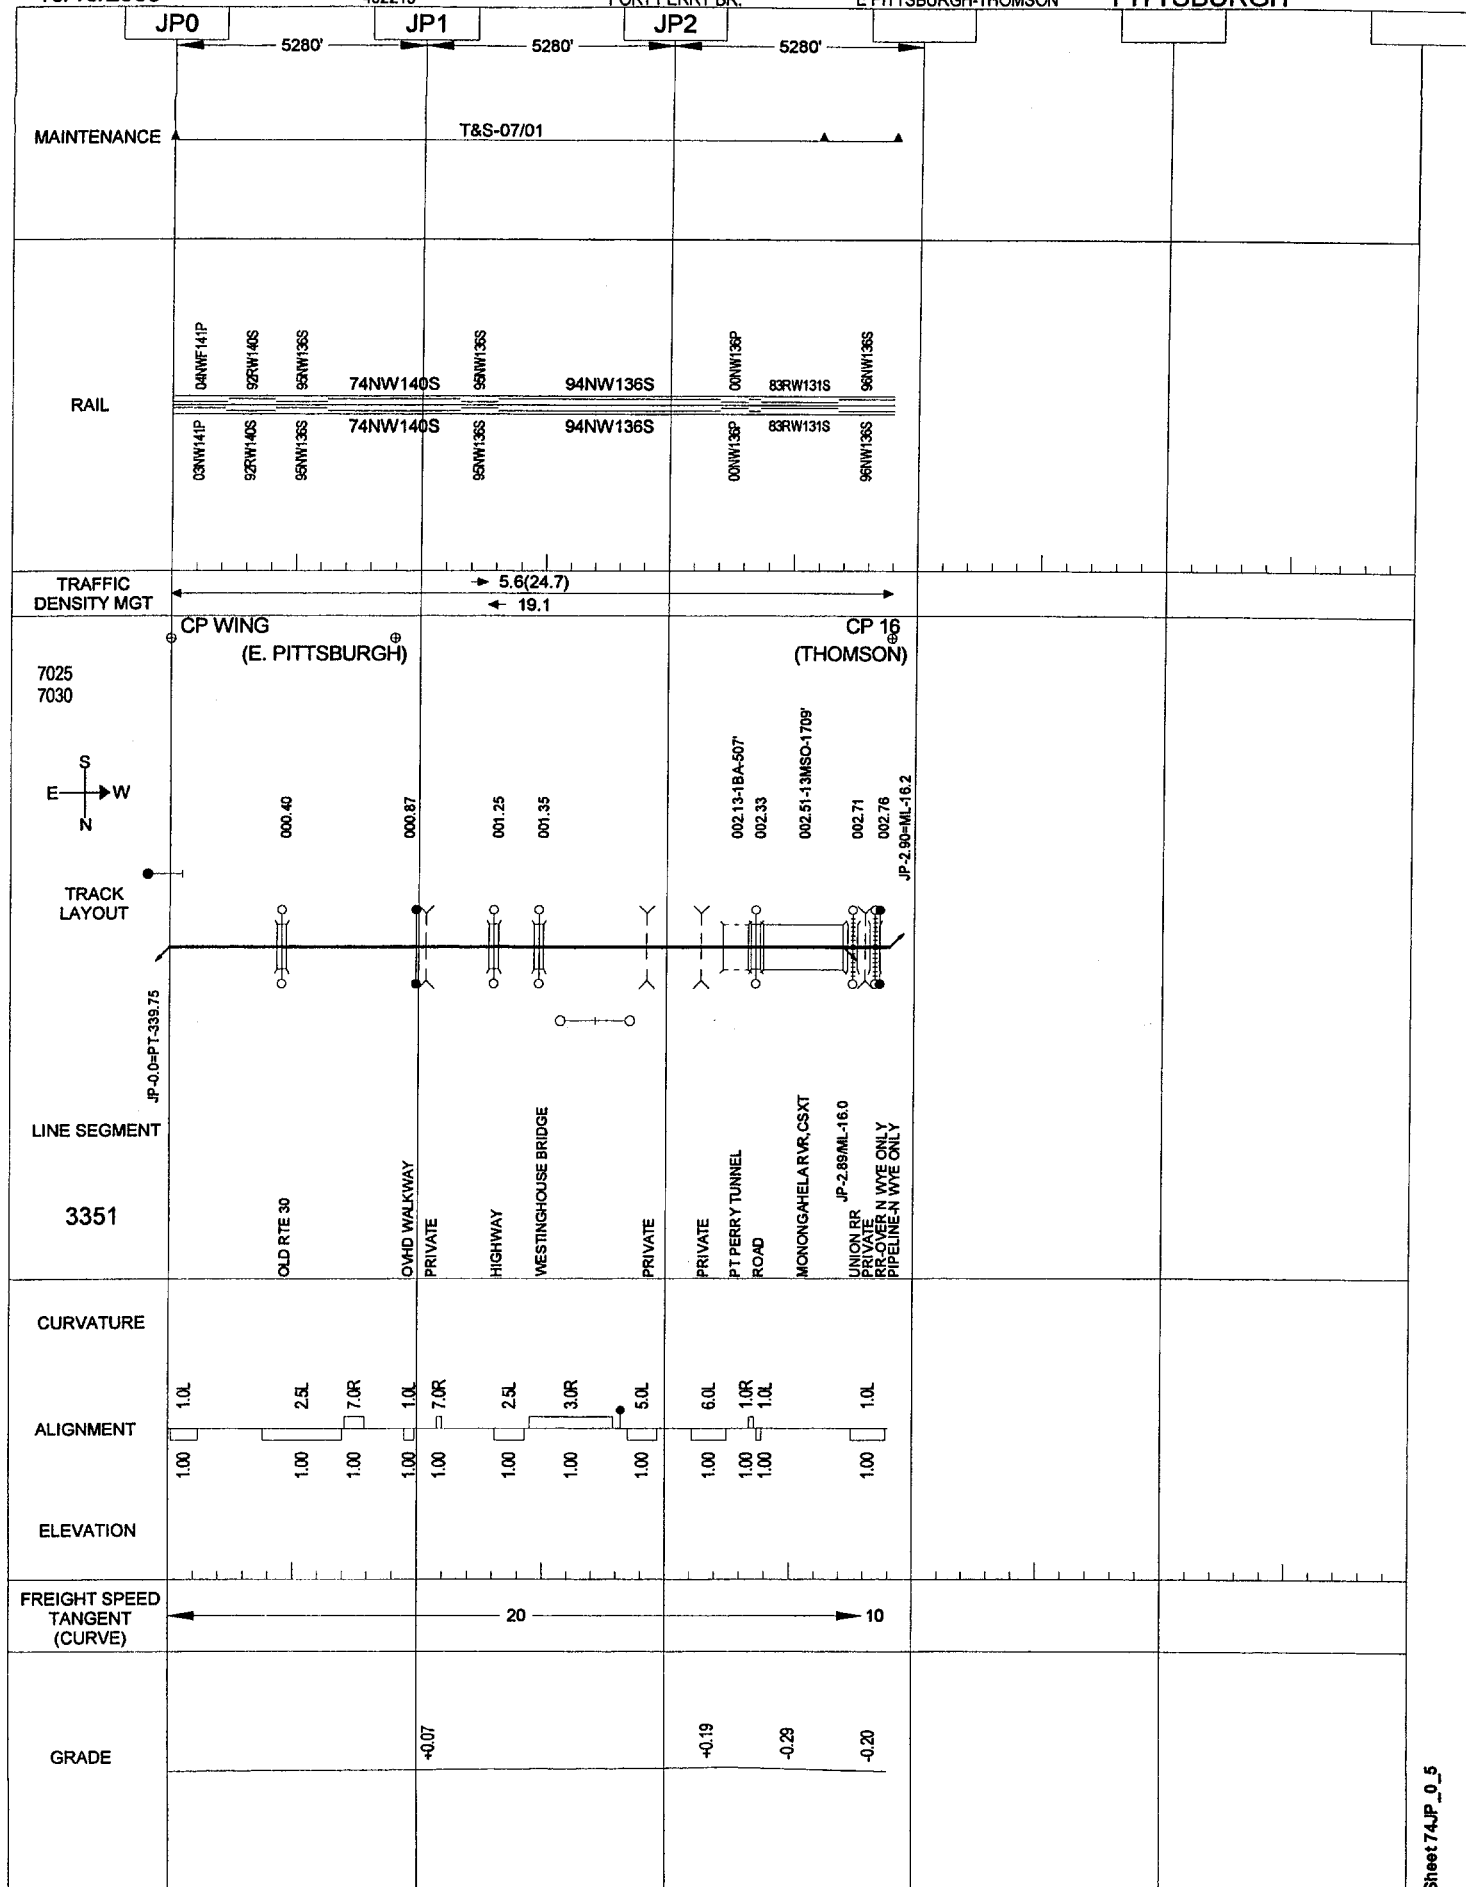 PITTSBURGH
JP0
JP1
JP2
5280'
5280'
5280'
MAINTENANCE
T&S-07/01
RAIL
04NWF141P
92RW140S
95NW136S
74NW140S
95NW136S
94NW136S
00NW136P
83RW131S
96NW136S
03NW141P
92RW140S
95NW136S
74NW140S
95NW136S
94NW136S
00NW136P
83RW131S
96NW136S
TRAFFIC
DENSITY MGT
5.6(24.7)
19.1
CP WING
(E. PITTSBURGH)
CP 16
(THOMSON)
7025
7030
S
E W
N
000.40
000.87
001.25
001.35
002.13-1BA-507'
002.33
002.51-13MSO-1709'
002.71
002.76
JP-2.90=ML-16.2
TRACK
LAYOUT
JP-0.0=PT-339.75
LINE SEGMENT
3351
OLD RTE 30
OVHD WALKWAY
PRIVATE
HIGHWAY
WESTINGHOUSE BRIDGE
PRIVATE
PRIVATE
PT PERRY TUNNEL
ROAD
MONONGAHELA RVR,CSXT
JP-2.89/ML-16.0
UNION RR
PRIVATE
RR-OVER N WYE ONLY
PIPELINE-N WYE ONLY
CURVATURE
1.0L
2.5L
7.0R
1.0L
7.0R
2.5L
3.0R
5.0L
6.0L
1.0R
1.0L
1.0L
ALIGNMENT
1.00
1.00
1.00
1.00
1.00
1.00
1.00
1.00
1.00
1.00
1.00
1.00
ELEVATION
FREIGHT SPEED
TANGENT
(CURVE)
20
10
GRADE
+0.07
+0.19
-0.29
-0.20
Sheet 74JP_0_5